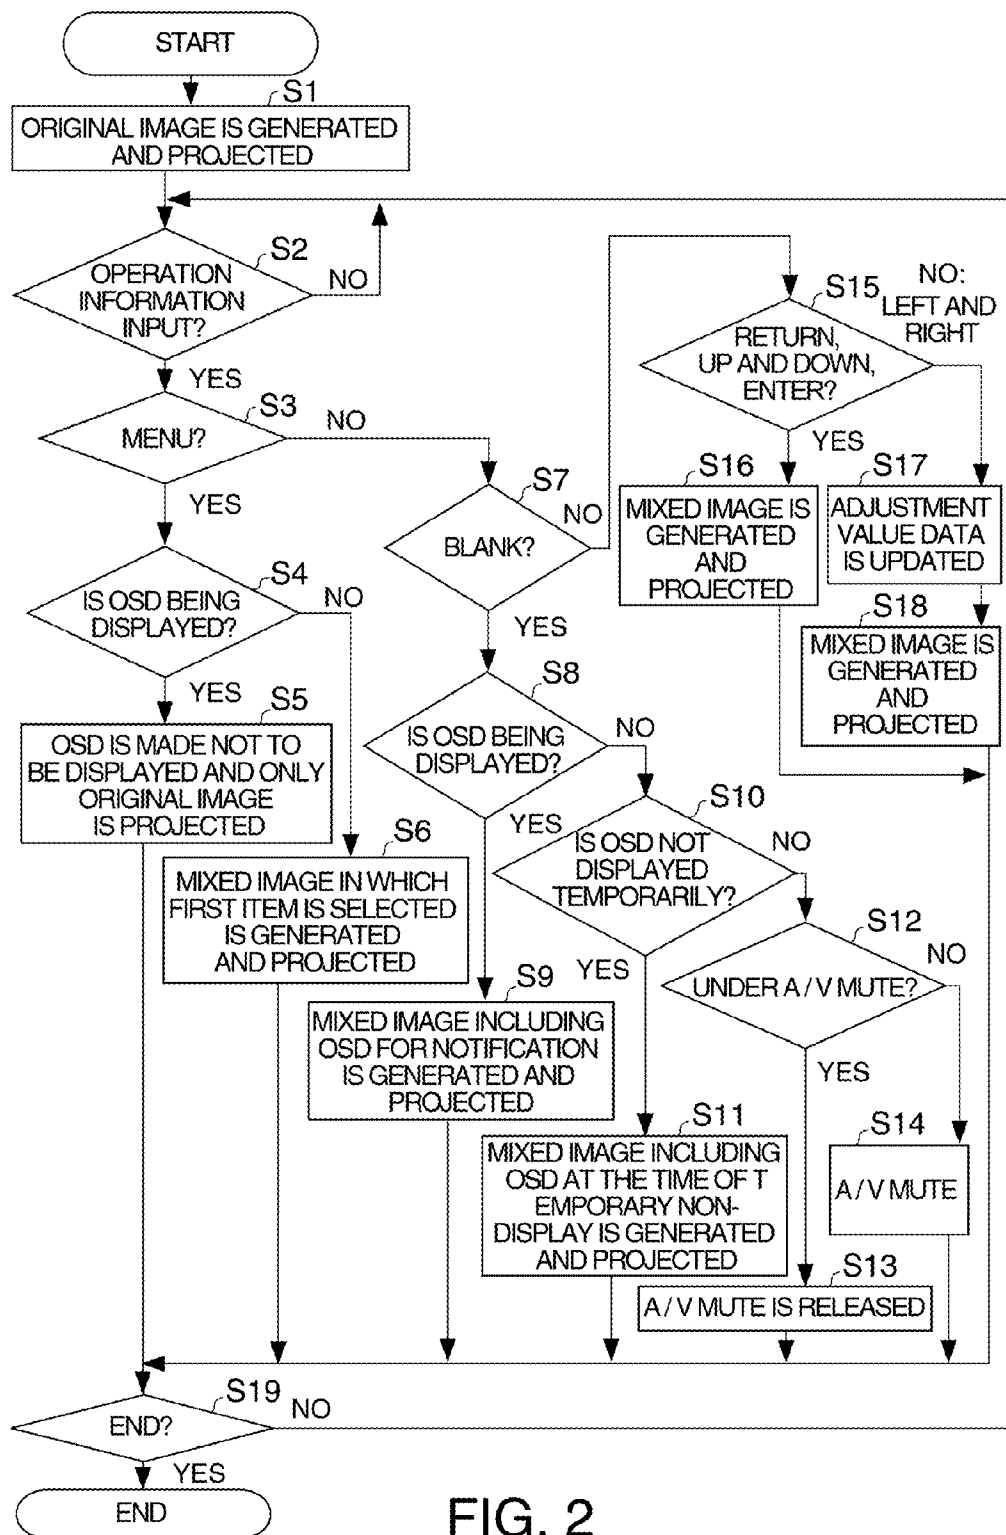 START
S1
ORIGINAL IMAGE IS GENERATED
AND PROJECTED
S2
OPERATION
INFORMATION
INPUT?
NO
YES
S3
MENU?
NO
YES
S4
IS OSD BEING
DISPLAYED?
NO
YES
S5
OSD IS MADE NOT TO
BE DISPLAYED AND ONLY
ORIGINAL IMAGE
IS PROJECTED
S6
MIXED IMAGE IN WHICH
FIRST ITEM IS SELECTED
IS GENERATED
AND PROJECTED
S7
BLANK?
NO
YES
S8
IS OSD BEING
DISPLAYED?
NO
YES
S9
MIXED IMAGE INCLUDING
OSD FOR NOTIFICATION
IS GENERATED AND
PROJECTED
S10
IS OSD NOT
DISPLAYED
TEMPORARILY?
NO
YES
S11
MIXED IMAGE INCLUDING
OSD AT THE TIME OF T
EMPORARY NON-
DISPLAY IS GENERATED
AND PROJECTED
S12
UNDER A / V MUTE?
NO
YES
S14
A / V MUTE
S13
A / V MUTE IS RELEASED
S15
RETURN,
UP AND DOWN,
ENTER?
NO:
LEFT AND
RIGHT
YES
S16
MIXED IMAGE IS
GENERATED
AND
PROJECTED
S17
ADJUSTMENT
VALUE DATA
IS UPDATED
S18
MIXED IMAGE IS
GENERATED
AND
PROJECTED
S19
END?
NO
YES
END
FIG. 2